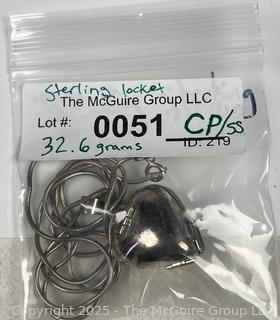 Sterling locket
The McGuire Group LLC
Lot #: 0051 CP/SS
32.6 grams ID: 219
Copyright 2025 - The McGuire Group LLC